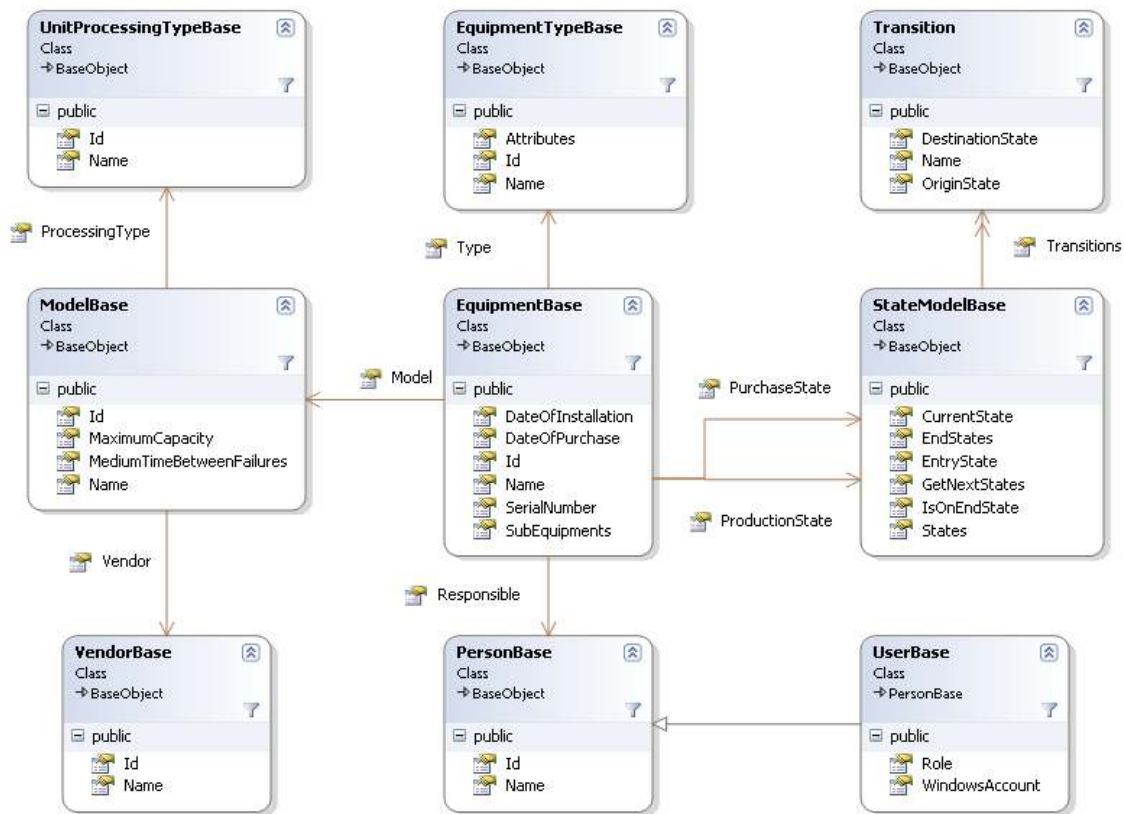 UnitProcessingTypeBase
Class
BaseObject
public
Id
Name
EquipmentTypeBase
Class
BaseObject
public
Attributes
Id
Name
Transition
Class
BaseObject
public
DestinationState
Name
OriginState
ProcessingType
Type
Transitions
ModelBase
Class
BaseObject
public
Id
MaximumCapacity
MediumTimeBetweenFailures
Name
Model
EquipmentBase
Class
BaseObject
public
DateOfInstallation
DateOfPurchase
Id
Name
SerialNumber
SubEquipments
PurchaseState
ProductionState
StateModelBase
Class
BaseObject
public
CurrentState
EndStates
EntryState
GetNextStates
IsOnEndState
States
Vendor
Responsible
VendorBase
Class
BaseObject
public
Id
Name
PersonBase
Class
BaseObject
public
Id
Name
UserBase
Class
PersonBase
public
Role
WindowsAccount